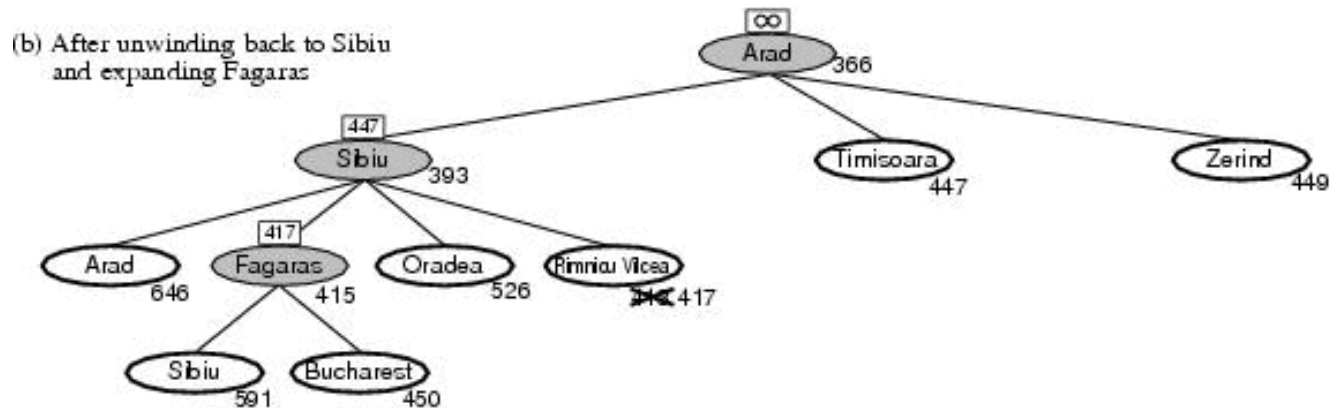 (b) After unwinding back to Sibiu
and expanding Fagaras
∞
Arad
366
447
Sibiu
393
Timisoara
447
Zerind
449
Arad
646
417
Fagaras
415
Oradea
526
Rimnicu Vilcea
417
Sibiu
591
Bucharest
450